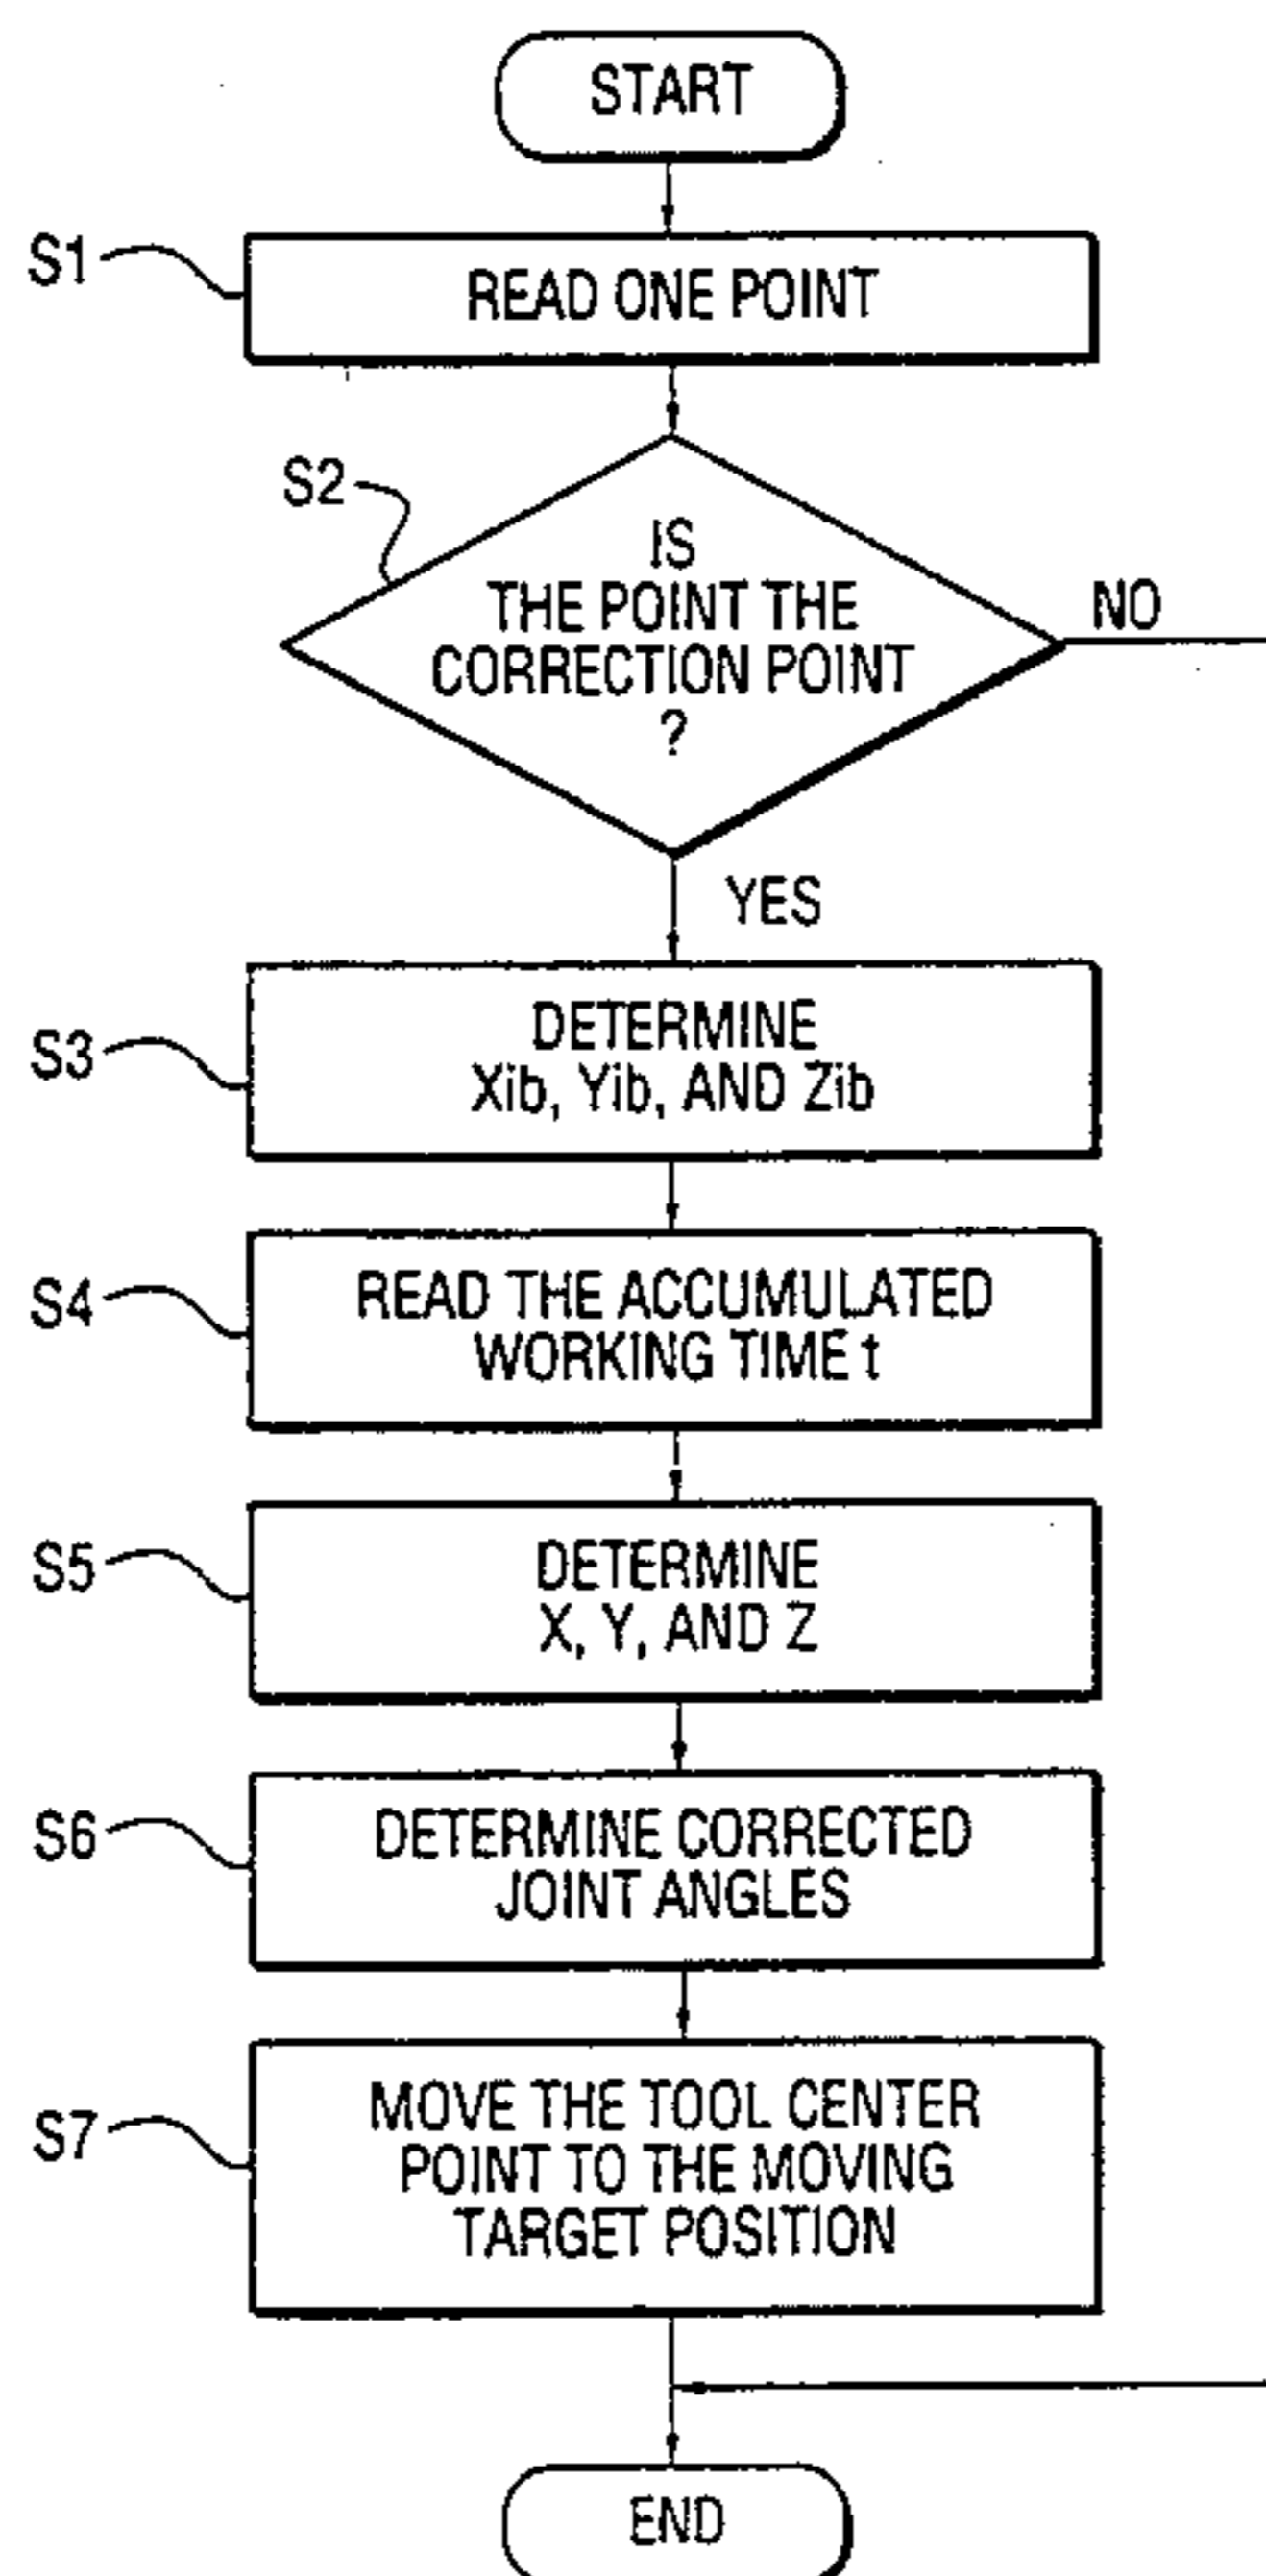 START
S1
READ ONE POINT
S2
IS
THE POINT THE
CORRECTION POINT
?
NO
YES
S3
DETERMINE
Xib, Yib, AND Zib
S4
READ THE ACCUMULATED
WORKING TIME t
S5
DETERMINE
X, Y, AND Z
S6
DETERMINE CORRECTED
JOINT ANGLES
S7
MOVE THE TOOL CENTER
POINT TO THE MOVING
TARGET POSITION
END